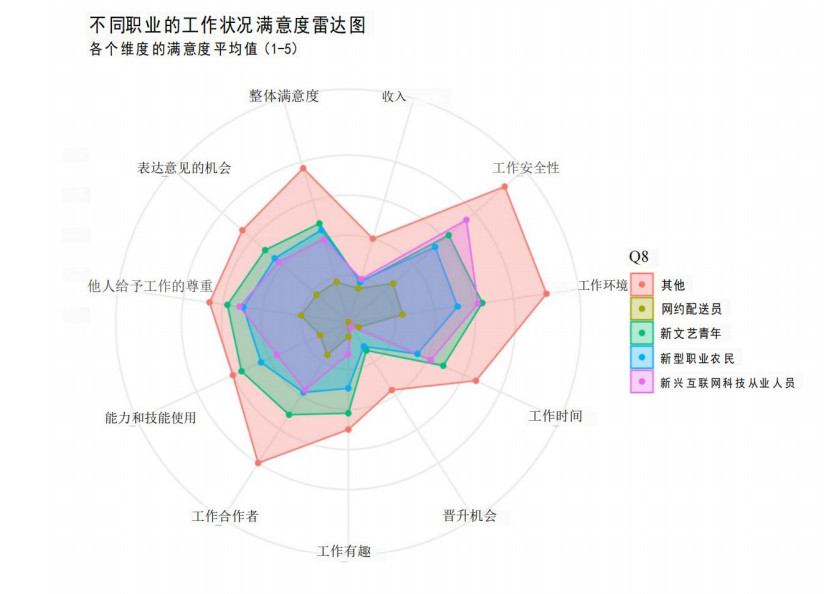 不同职业的工作状况满意度雷达图
各个维度的满意度平均值（1-5）
整体满意度
收入
表达意见的机会
工作安全性
他人给予工作的尊重
工作环境
能力和技能使用
工作时间
工作合作者
晋升机会
工作有趣
Q8
其他
网约配送员
新文艺青年
新型职业农民
新兴互联网科技从业人员